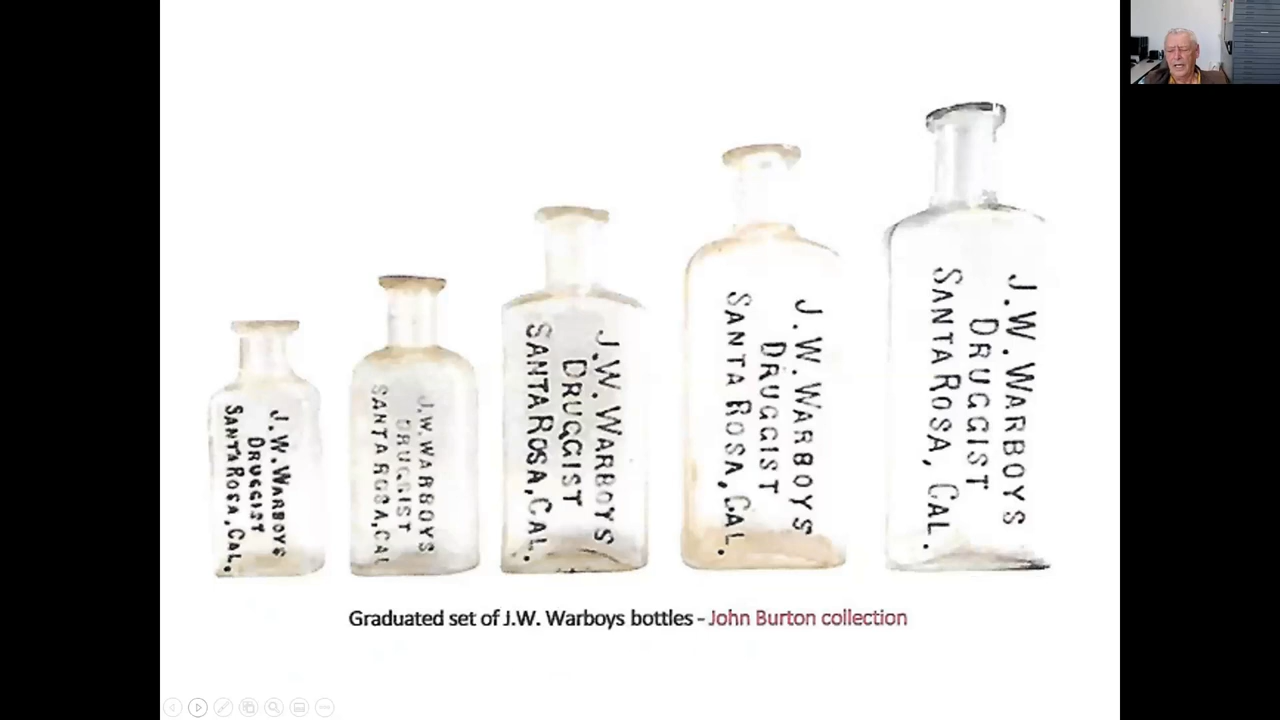 J.W.WARBOYS
DRUGGIST
SANTA ROSA, CAL.
J.W.WARBOYS
DRUGGIST
SANTA ROSA, CAL
J.W.WARBOYS
DRUGGIST
SANTA ROSA, CAL.
J.W.WARBOYS
DRUGGIST
SANTA ROSA, CAL.
J.W.WARBOYS
DRUGGIST
SANTA ROSA, CAL.
Graduated set of J.W. Warboys bottles - John Burton collection